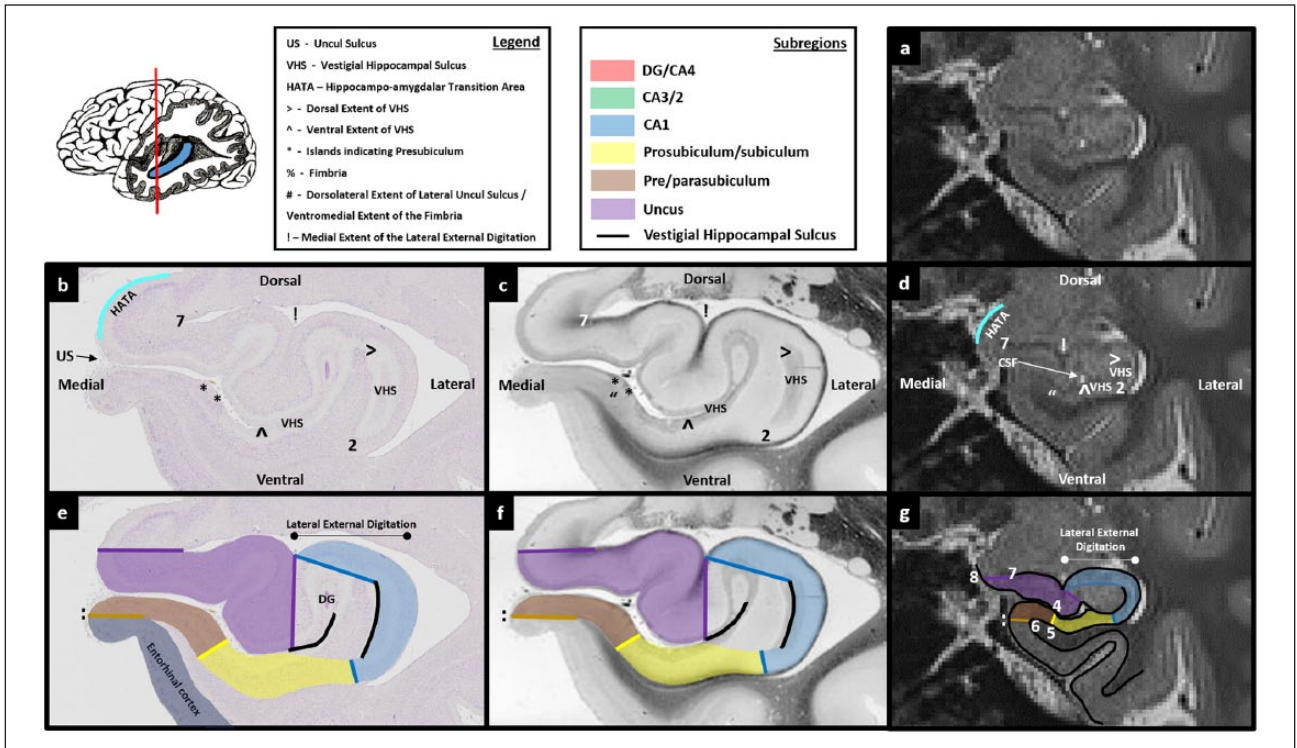 Legend
US - Uncul Sulcus
VHS - Vestigial Hippocampal Sulcus
HATA – Hippocampo-amygdalar Transition Area
> - Dorsal Extent of VHS
^ - Ventral Extent of VHS
* - Islands indicating Presubiculum
% - Fimbria
# - Dorsolateral Extent of Lateral Uncul Sulcus /
Ventromedial Extent of the Fimbria
! – Medial Extent of the Lateral External Digitation
Subregions
DG/CA4
CA3/2
CA1
Prosubiculum/subiculum
Pre/parasubiculum
Uncus
Vestigial Hippocampal Sulcus
a
b
Dorsal
HATA
7
!
>
US
Medial
*
*
VHS
Lateral
^
VHS
2
Ventral
c
7
!
>
*
*
“
VHS
Lateral
^
VHS
2
d
Dorsal
HATA
7
!
CSF
>
VHS
Lateral
“
^
VHS
2
Ventral
e
Lateral External Digitation
DG
:
Entorhinal cortex
f
:
g
Lateral External
Digitation
8
7
4
:
6
5